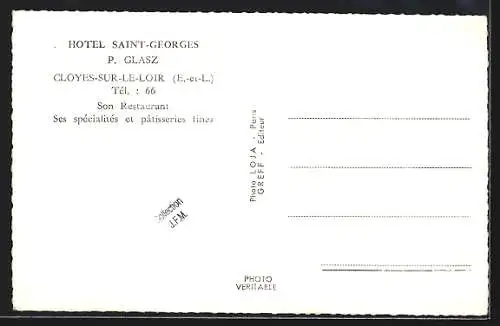 HOTEL SAINT-GEORGES
P. GLASZ
CLOYES-SUR-LE-LOIR (E.-et-L.)
Tél. : 66
Son Restaurant
Ses spécialités et pâtisseries fines
Photo LOJA - Paris
GREFF - Editeur
Collection
J.F.M.
PHOTO
VERITABLE